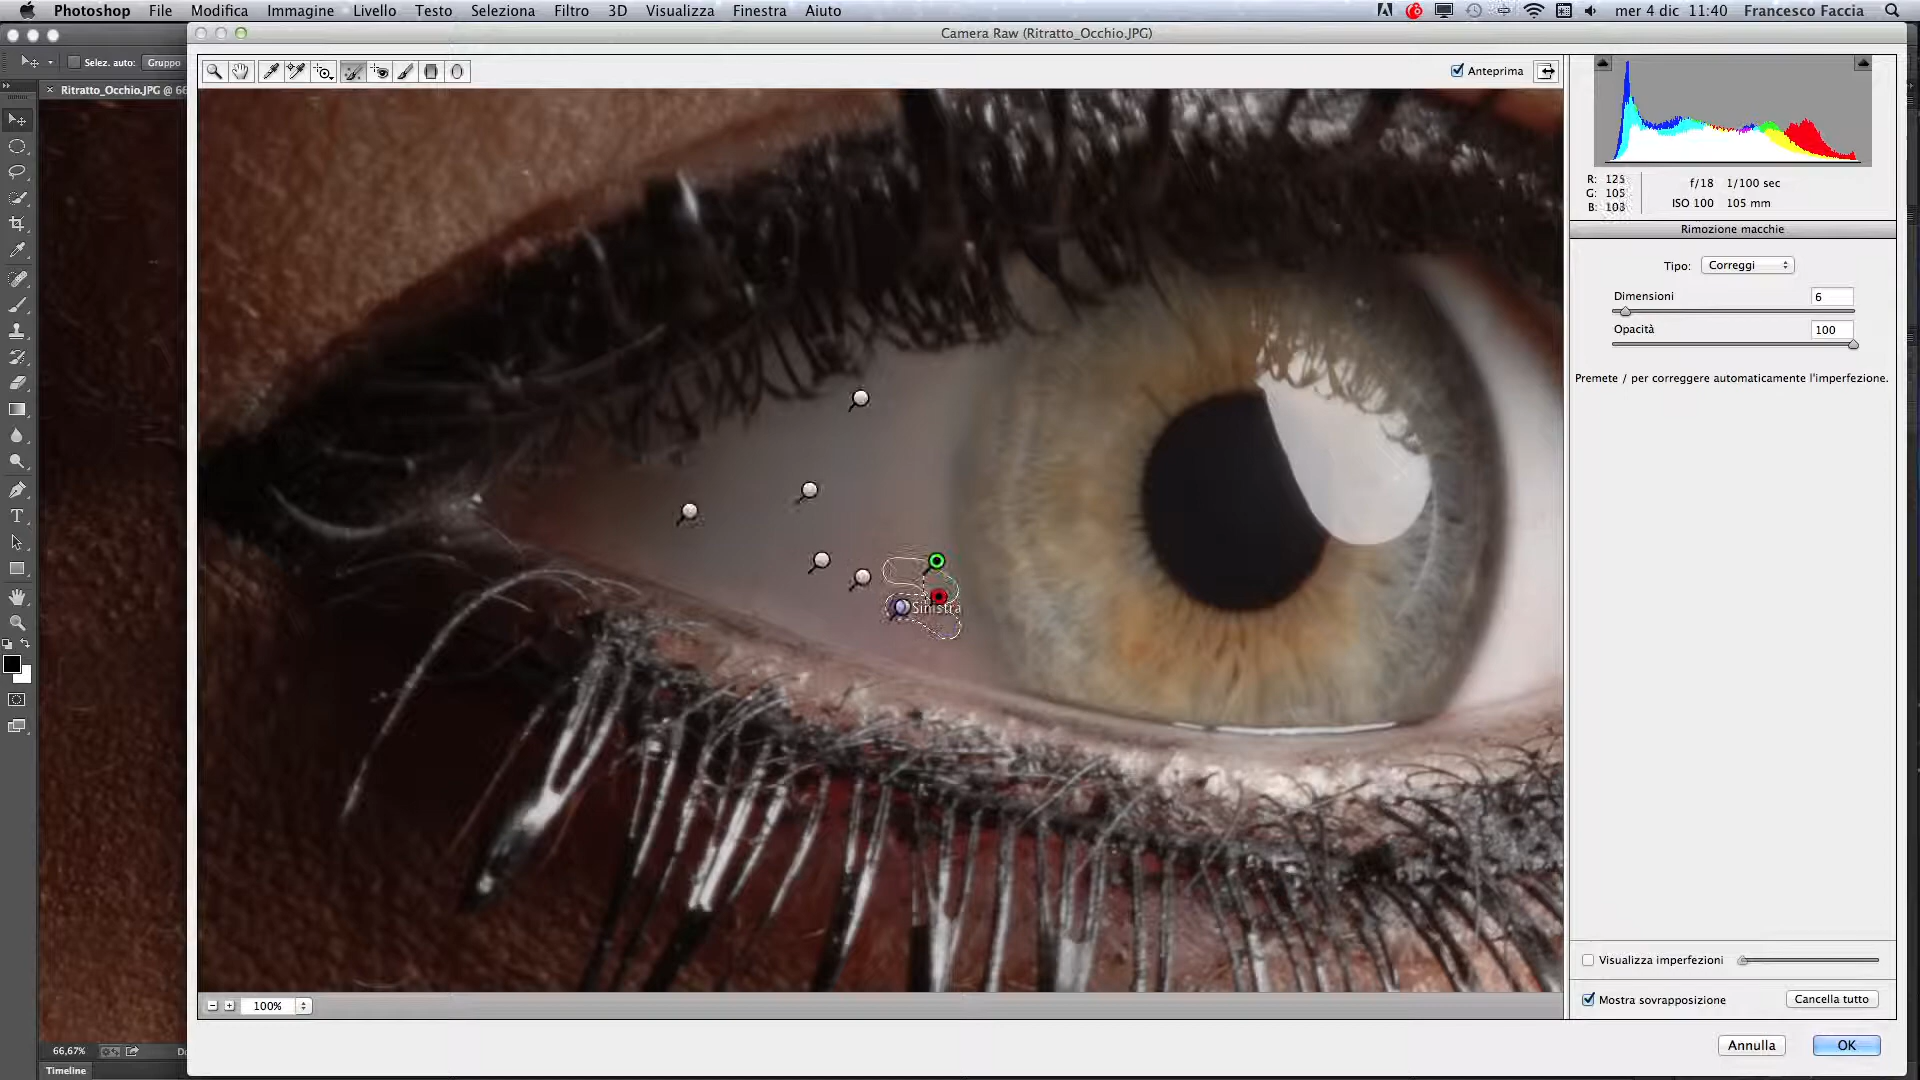 Photoshop File Modifica Immagine Livello Testo Seleziona Filtro 3D Visualizza Finestra Aiuto mer 4 dic 11:40 Francesco Faccia
Camera Raw (Ritratto_Occhio.JPG)
Selez. auto: Gruppo
Anteprima
Ritratto_Occhio.JPG @ 66
R: 125
G: 105
B: 103
f/18 1/100 sec
ISO 100 105 mm
Rimozione macchie
Tipo: Correggi
Dimensioni 6
Opacità 100
Premete / per correggere automaticamente l'imperfezione.
Sinistra
Visualizza imperfezioni
Mostra sovrapposizione Cancella tutto
100%
Annulla OK
66,67% Do
Timeline